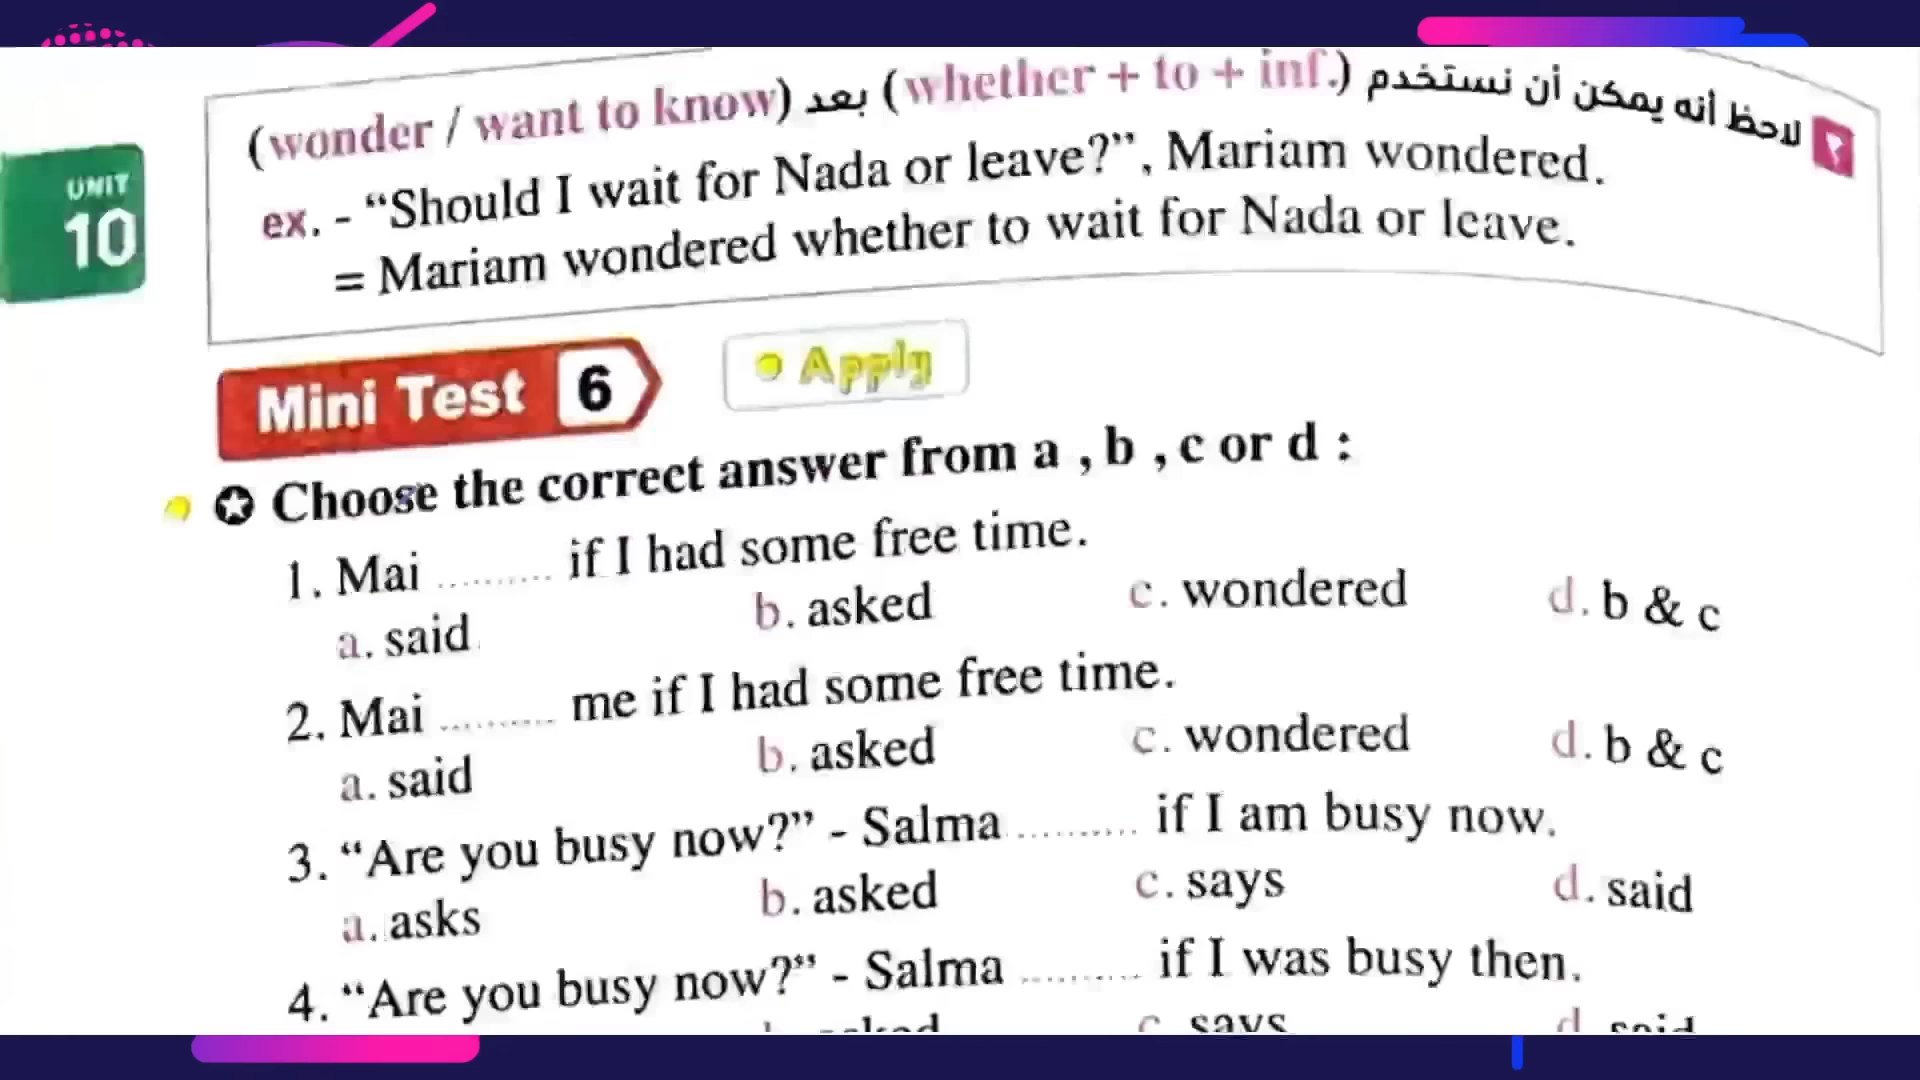 لاحظ أنه يمكن أن نستخدم (whether + to + inf.) بعد (wonder / want to know)
ex. - “Should I wait for Nada or leave?”, Mariam wondered.
= Mariam wondered whether to wait for Nada or leave.
UNIT
10
Mini Test 6
• Apply
Choose the correct answer from a , b , c or d :
1. Mai .......... if I had some free time.
a. said b. asked c. wondered d. b & c
2. Mai .......... me if I had some free time.
a. said b. asked c. wondered d. b & c
3. “Are you busy now?” - Salma .......... if I am busy now.
a. asks b. asked c. says d. said
4. “Are you busy now?” - Salma .......... if I was busy then.
b. asked c. says d. said